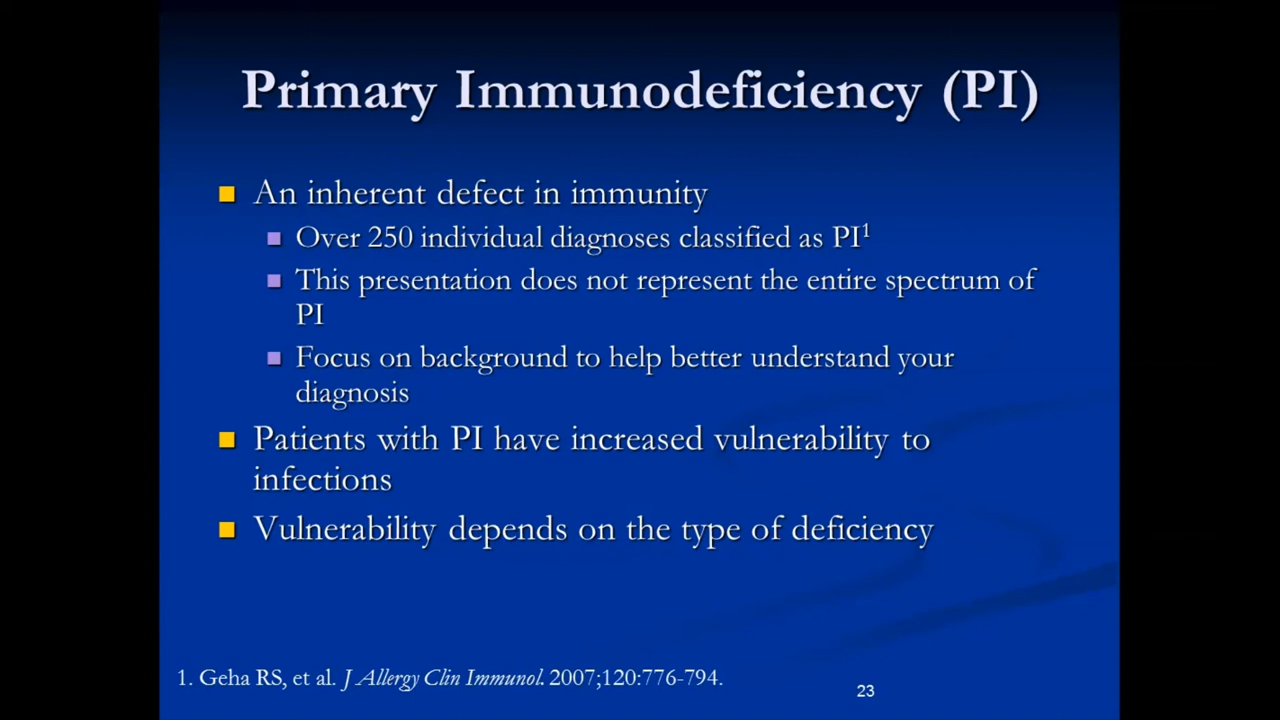 Primary Immunodeficiency (PI)
An inherent defect in immunity
Over 250 individual diagnoses classified as PI¹
This presentation does not represent the entire spectrum of
PI
Focus on background to help better understand your
diagnosis
Patients with PI have increased vulnerability to
infections
Vulnerability depends on the type of deficiency
1. Geha RS, et al. J Allergy Clin Immunol. 2007;120:776-794.
23